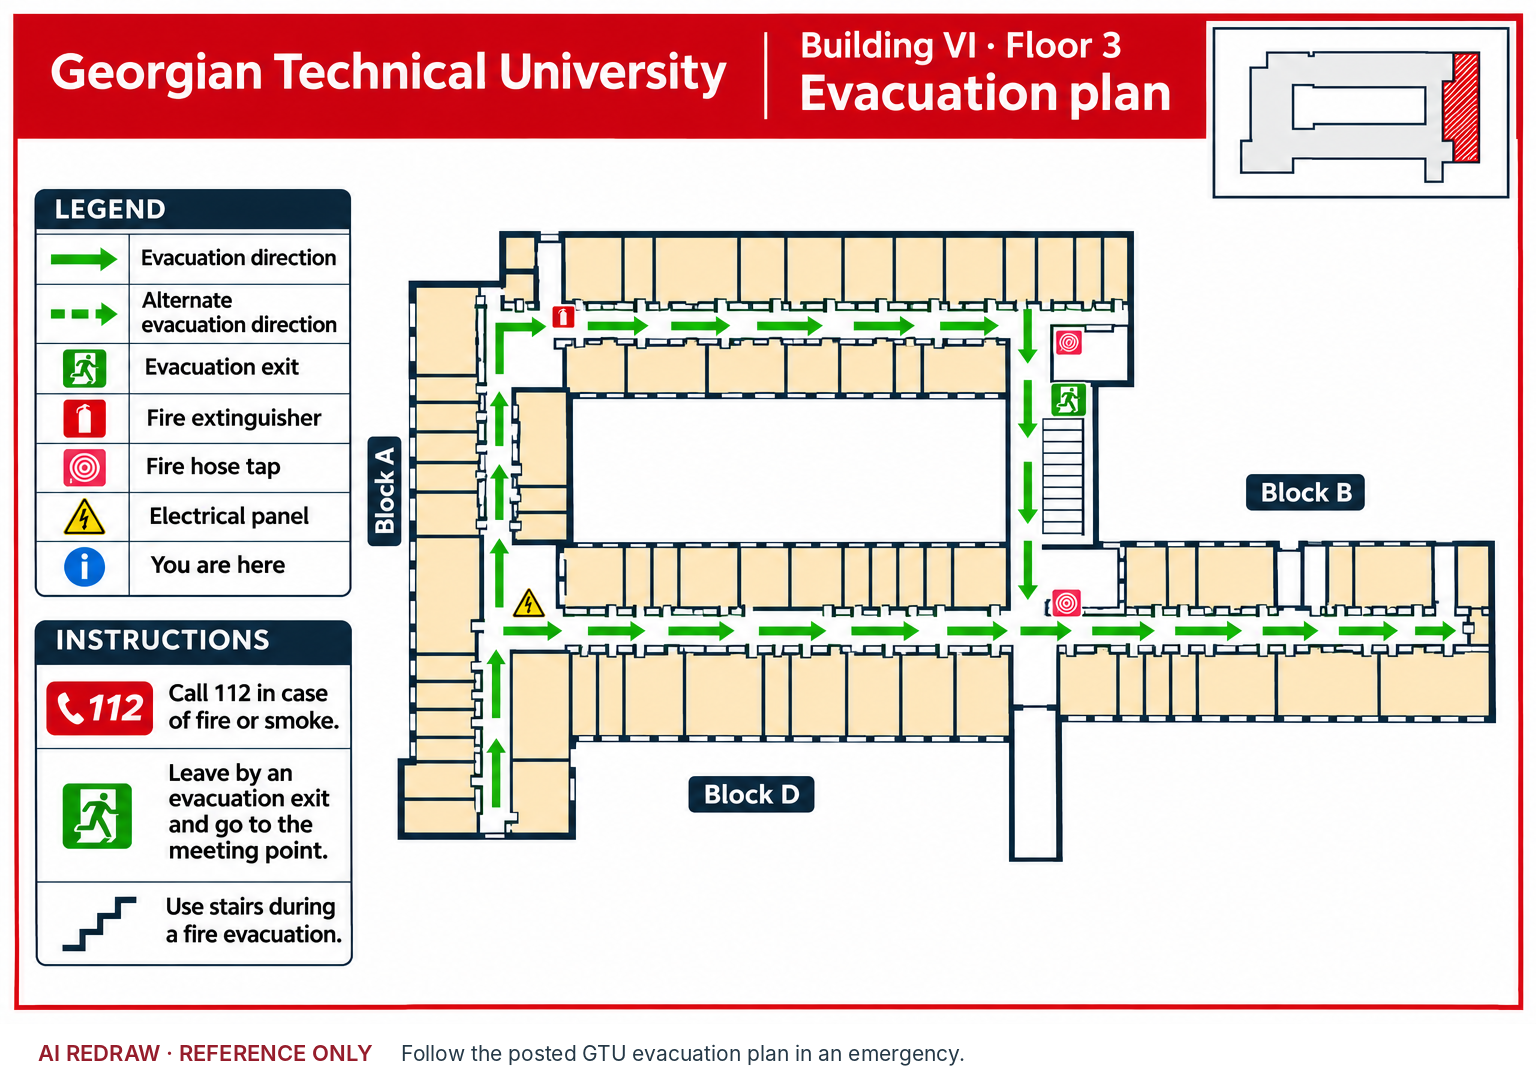 Georgian Technical University
Building VI · Floor 3
Evacuation plan
LEGEND
Evacuation direction
Alternate
evacuation direction
Evacuation exit
Fire extinguisher
Fire hose tap
Electrical panel
You are here
INSTRUCTIONS
112
Call 112 in case
of fire or smoke.
Leave by an
evacuation exit
and go to the
meeting point.
Use stairs during
a fire evacuation.
Block A
Block B
Block D
AI REDRAW · REFERENCE ONLY
Follow the posted GTU evacuation plan in an emergency.